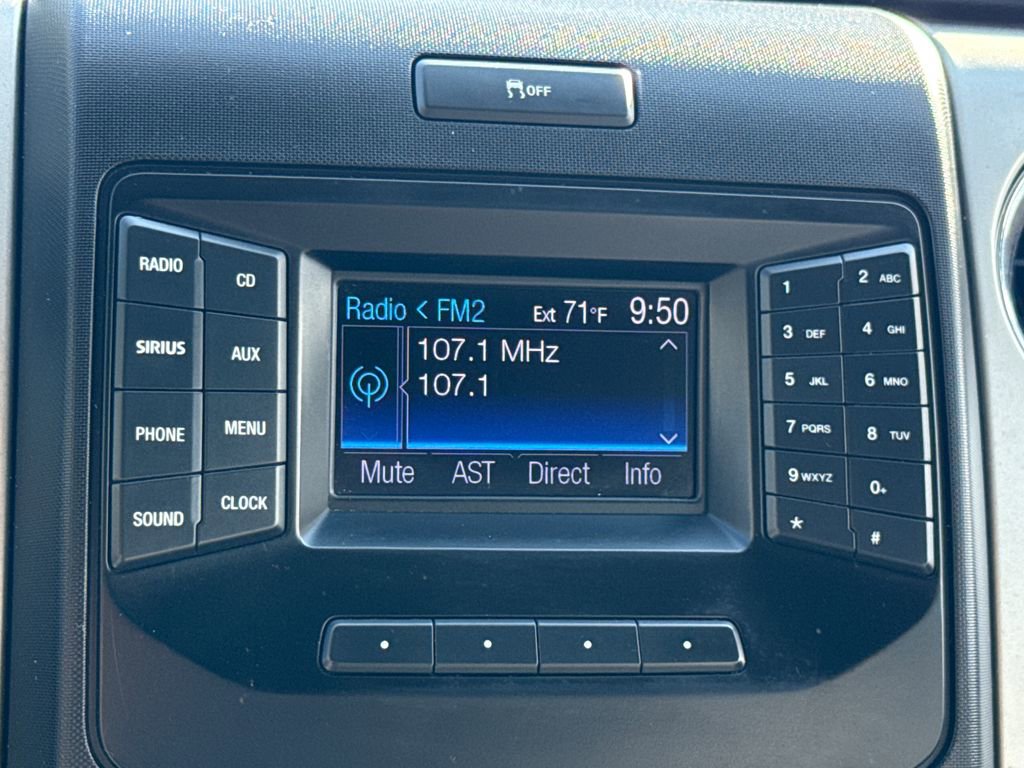 OFF
RADIO
CD
SIRIUS
AUX
PHONE
MENU
SOUND
CLOCK
Radio < FM2 Ext 71°F 9:50
107.1 MHz
107.1
Mute AST Direct Info
1
2 ABC
3 DEF
4 GHI
5 JKL
6 MNO
7 PQRS
8 TUV
9 WXYZ
0+
*
#